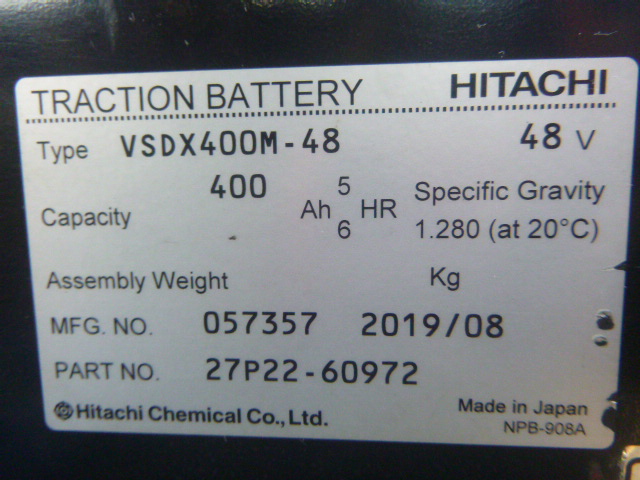 TRACTION BATTERY HITACHI
Type VSDX400M-48 48 V
Capacity 400 Ah 5 HR Specific Gravity
6 1.280 (at 20°C)
Assembly Weight Kg
MFG. NO. 057357 2019/08
PART NO. 27P22-60972
Hitachi Chemical Co., Ltd. Made in Japan
NPB-908A